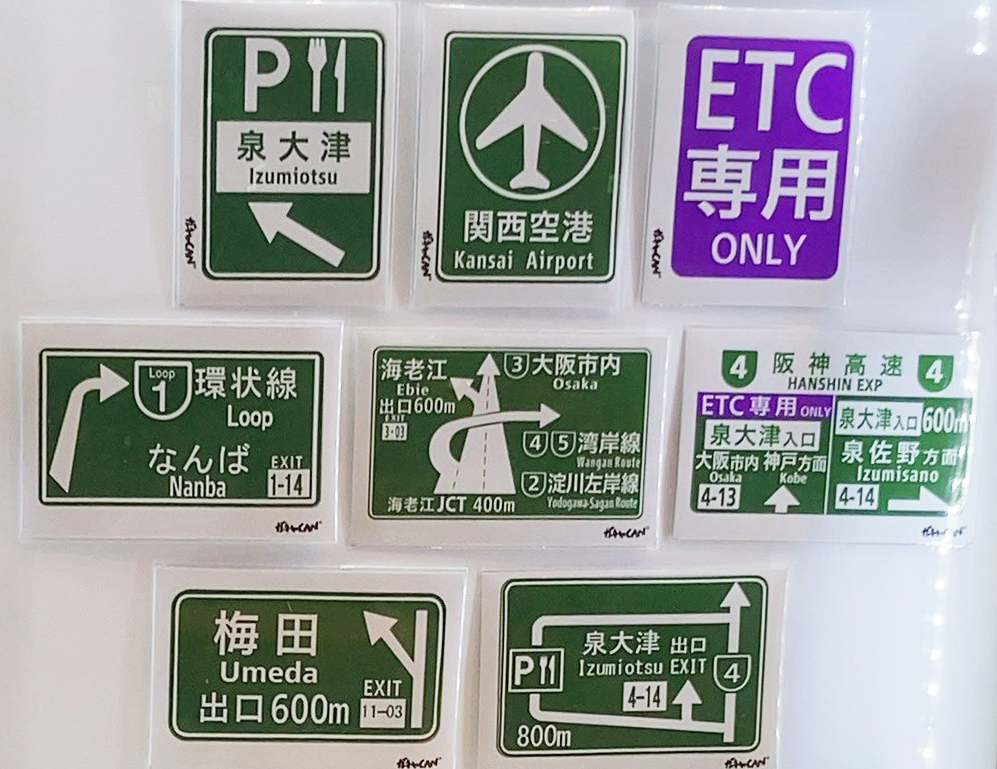 P
泉大津
Izumiotsu
関西空港
Kansai Airport
ETC
専用
ONLY
Loop
1
環状線
Loop
なんば
Nanba
EXIT
1-14
海老江
Ebie
出口600m
EXIT
3-03
3 大阪市内
Osaka
4 5 湾岸線
Wangan Route
2 淀川左岸線
Yodogawa-Sagan Route
海老江JCT 400m
4 阪神高速 4
HANSHIN EXP
ETC専用 ONLY
泉大津入口
大阪市内 神戸方面
Osaka Kobe
4-13
泉大津入口 600m
泉佐野方面
Izumisano
4-14
梅田
Umeda
出口600m
EXIT
11-03
P
泉大津 出口
Izumiotsu EXIT
4-14
4
800m